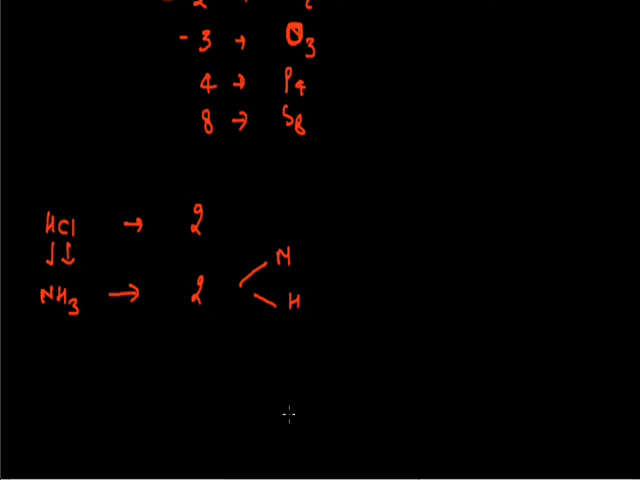 - 3 → O3
4 → P4
8 → S8
HCl → 2
N
NH3 → 2
H